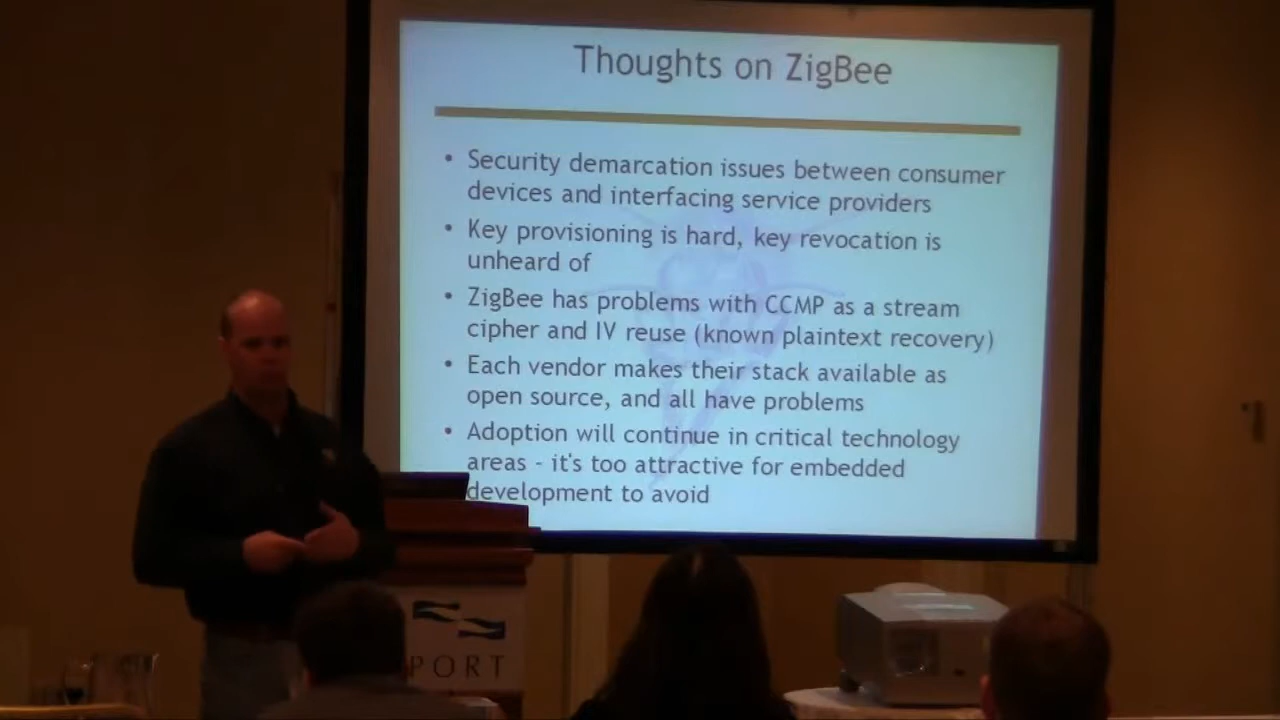 Thoughts on ZigBee
• Security demarcation issues between consumer
devices and interfacing service providers
• Key provisioning is hard, key revocation is
unheard of
• ZigBee has problems with CCMP as a stream
cipher and IV reuse (known plaintext recovery)
• Each vendor makes their stack available as
open source, and all have problems
• Adoption will continue in critical technology
areas - it's too attractive for embedded
development to avoid
PORT